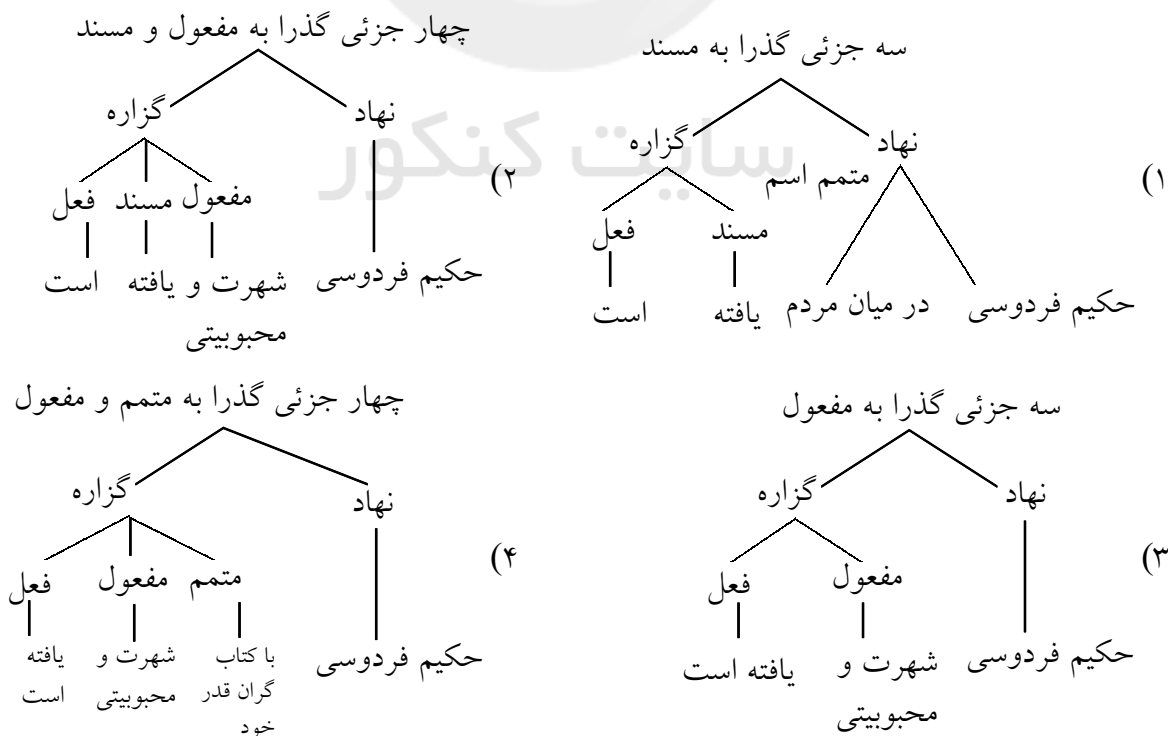 سه جزئی گذرا به مسند
نهاد
گزاره
متمم اسم
مسند
فعل
حکیم فردوسی
در میان مردم
یافته
است
۱)
چهار جزئی گذرا به مفعول و مسند
نهاد
گزاره
مفعول
مسند
فعل
حکیم فردوسی
شهرت و
محبوبیتی
یافته
است
۲)
سه جزئی گذرا به مفعول
نهاد
گزاره
مفعول
فعل
حکیم فردوسی
شهرت و
محبوبیتی
یافته است
۳)
چهار جزئی گذرا به متمم و مفعول
نهاد
گزاره
متمم
مفعول
فعل
حکیم فردوسی
با کتاب
گران قدر
خود
شهرت و
محبوبیتی
یافته
است
۴)
سایت کنکور